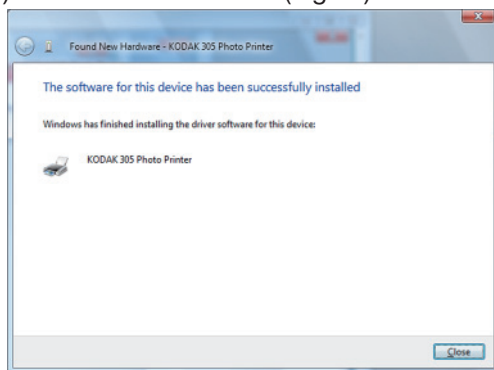 Found New Hardware - KODAK 305 Photo Printer
The software for this device has been successfully installed
Windows has finished installing the driver software for this device:
KODAK 305 Photo Printer
Close